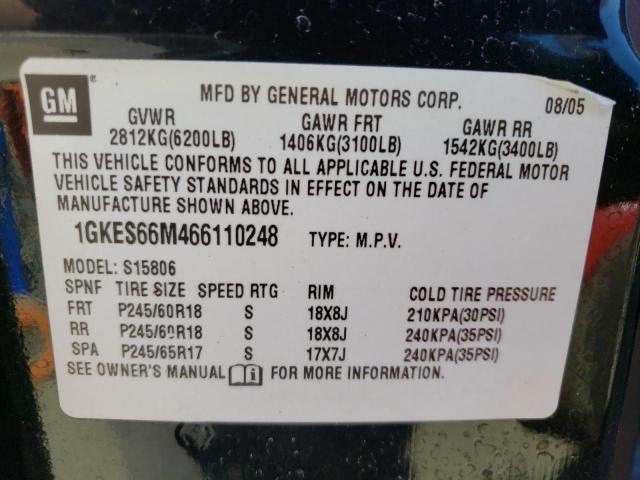 GM ®
MFD BY GENERAL MOTORS CORP. 08/05
GVWR GAWR FRT GAWR RR
2812KG(6200LB) 1406KG(3100LB) 1542KG(3400LB)
THIS VEHICLE CONFORMS TO ALL APPLICABLE U.S. FEDERAL MOTOR
VEHICLE SAFETY STANDARDS IN EFFECT ON THE DATE OF
MANUFACTURE SHOWN ABOVE.
1GKES66M466110248 TYPE: M.P.V.
MODEL: S15806
SPNF TIRE SIZE SPEED RTG RIM COLD TIRE PRESSURE
FRT P245/60R18 S 18X8J 210KPA(30PSI)
RR P245/60R18 S 18X8J 240KPA(35PSI)
SPA P245/65R17 S 17X7J 240KPA(35PSI)
SEE OWNER'S MANUAL i FOR MORE INFORMATION.